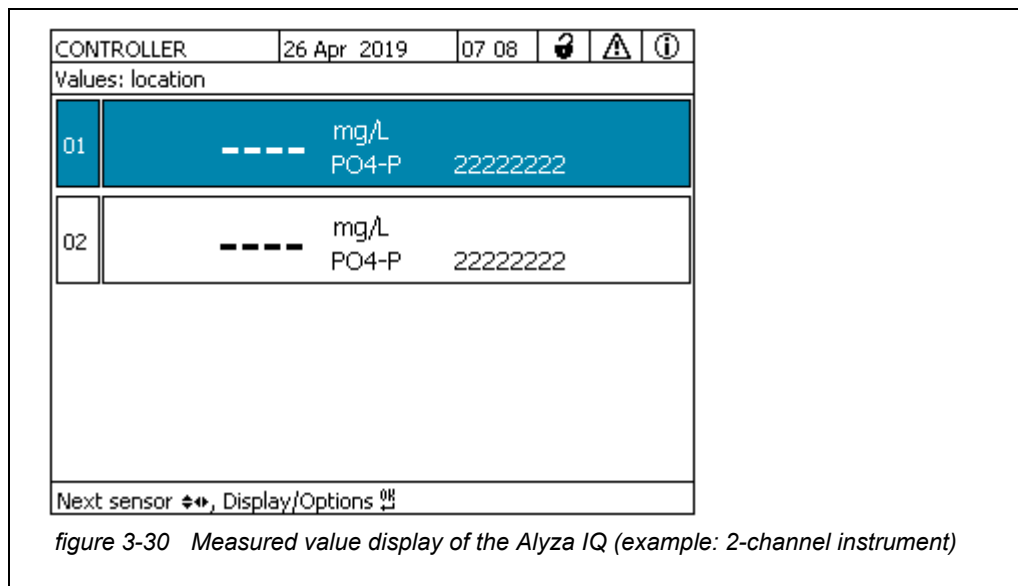 CONTROLLER 26 Apr 2019 07 08
Values: location
01 ---- mg/L
PO4-P 22222222
02 ---- mg/L
PO4-P 22222222
Next sensor, Display/Options OK
figure 3-30 Measured value display of the Alyza IQ (example: 2-channel instrument)